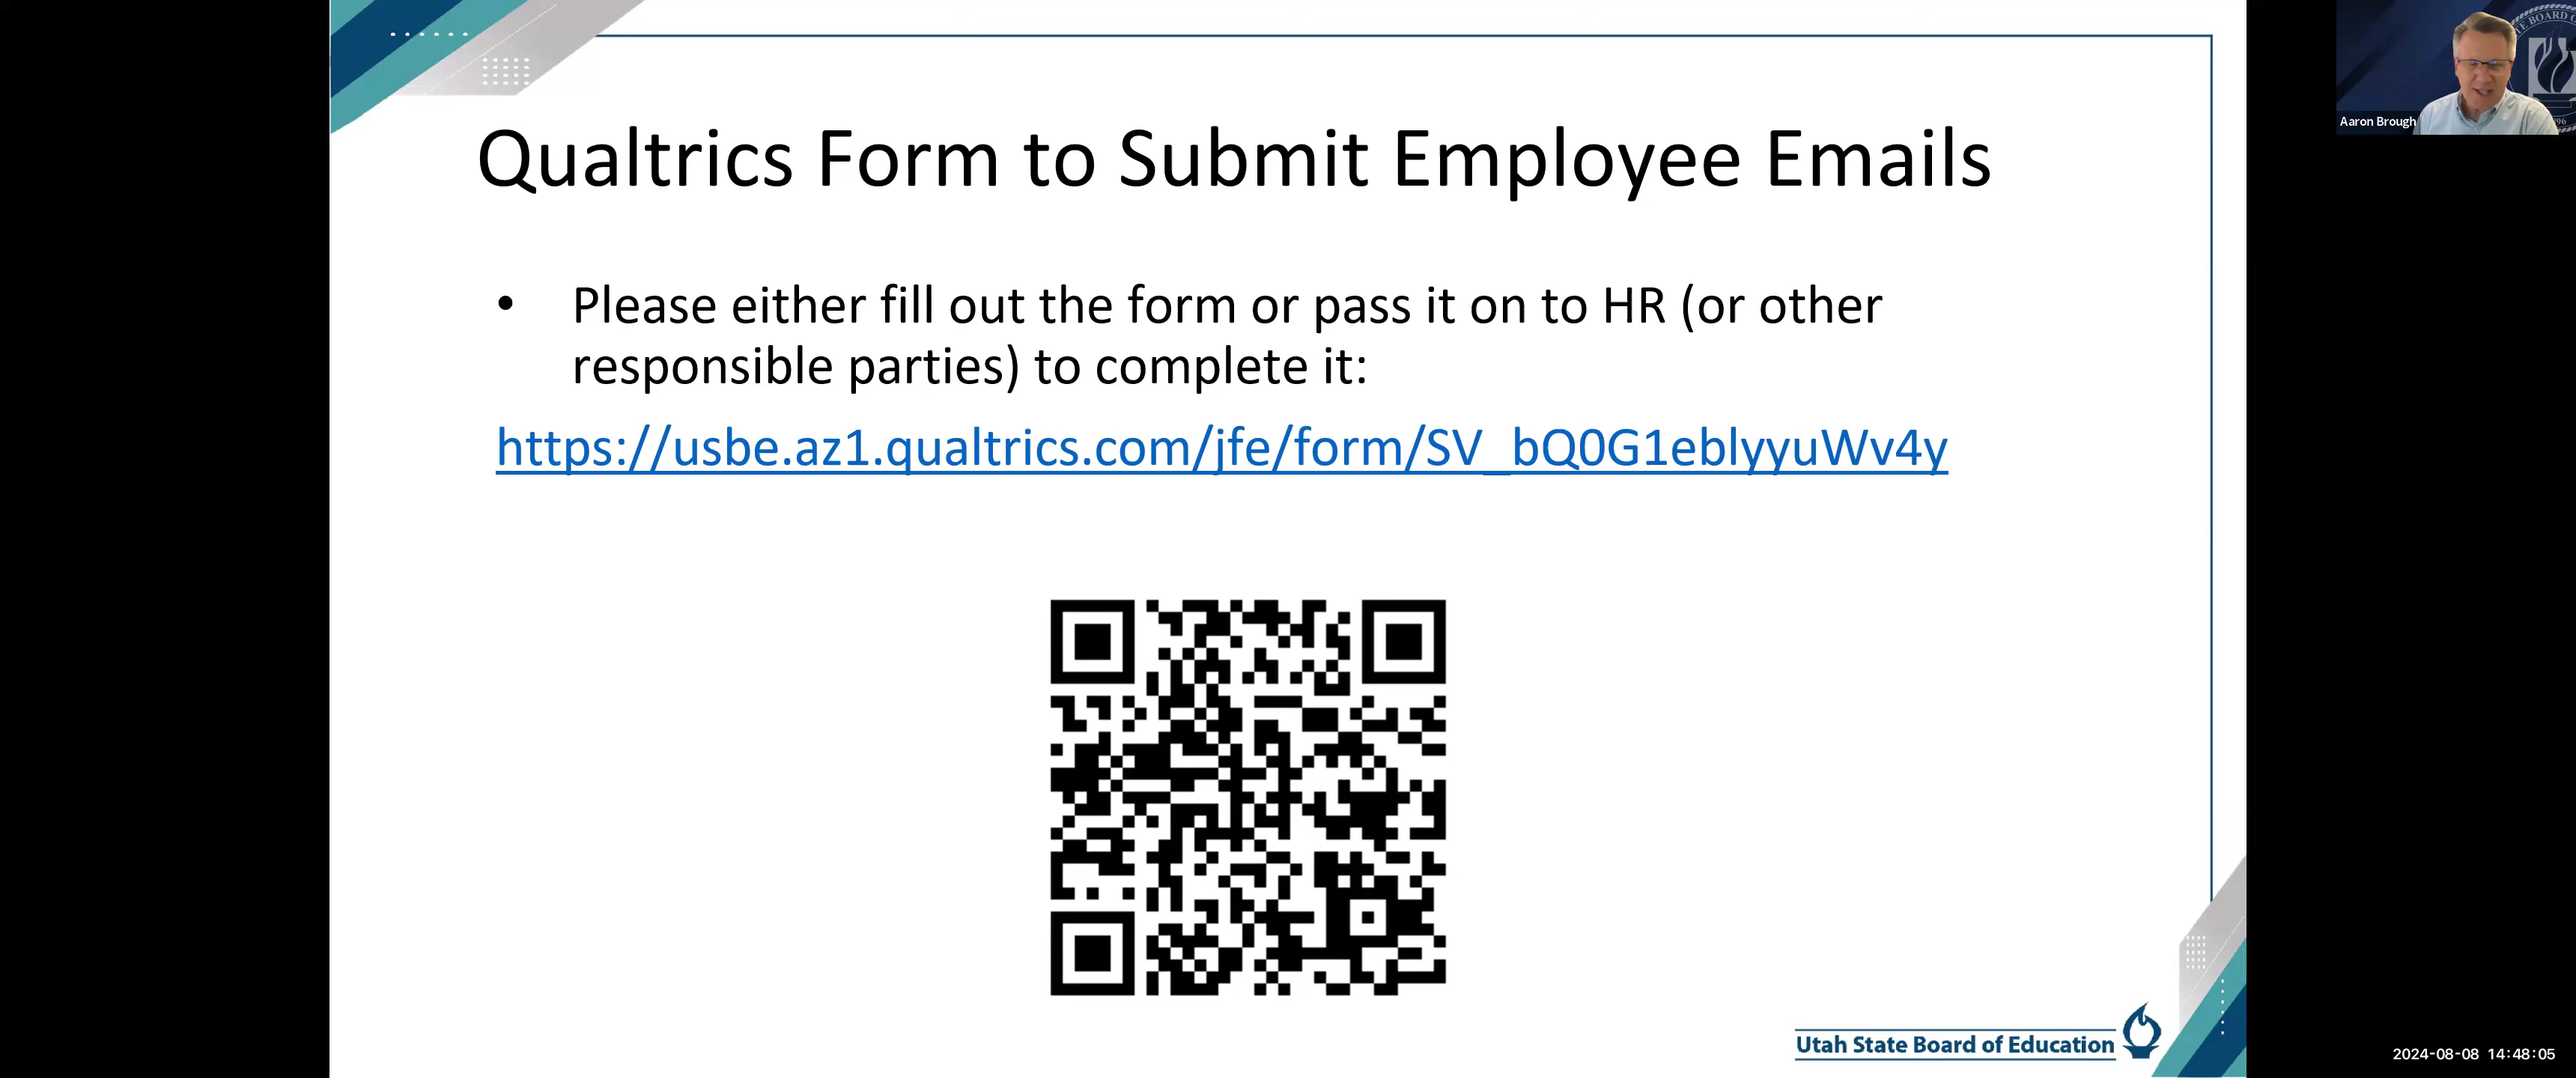 Qualtrics Form to Submit Employee Emails
• Please either fill out the form or pass it on to HR (or other
responsible parties) to complete it:
https://usbe.az1.qualtrics.com/jfe/form/SV_bQ0G1eblyyuWv4y
Utah State Board of Education
Aaron Brough
2024-08-08 14:48:05